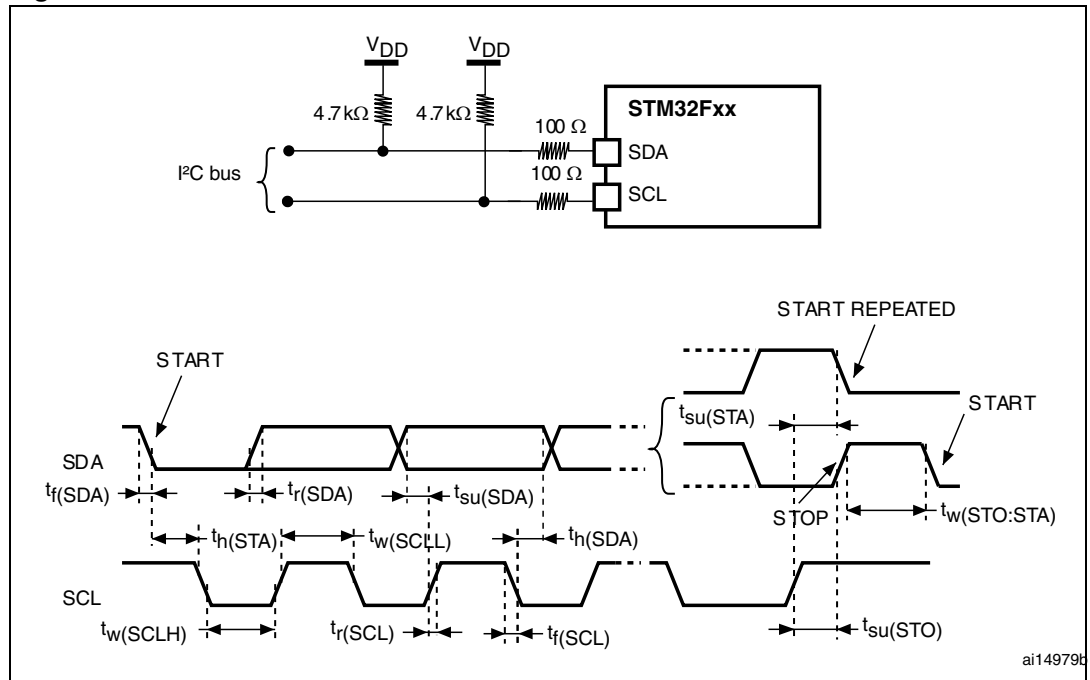 VDD VDD
4.7kΩ 4.7kΩ
STM32Fxx
100 Ω
SDA
I²C bus
100 Ω
SCL
START REPEATED
START
START
tsu(STA)
SDA
tf(SDA) tr(SDA) tsu(SDA)
STOP
tw(STO:STA)
th(STA) tw(SCLL) th(SDA)
SCL
tw(SCLH) tr(SCL) tf(SCL) tsu(STO)
ai14979b